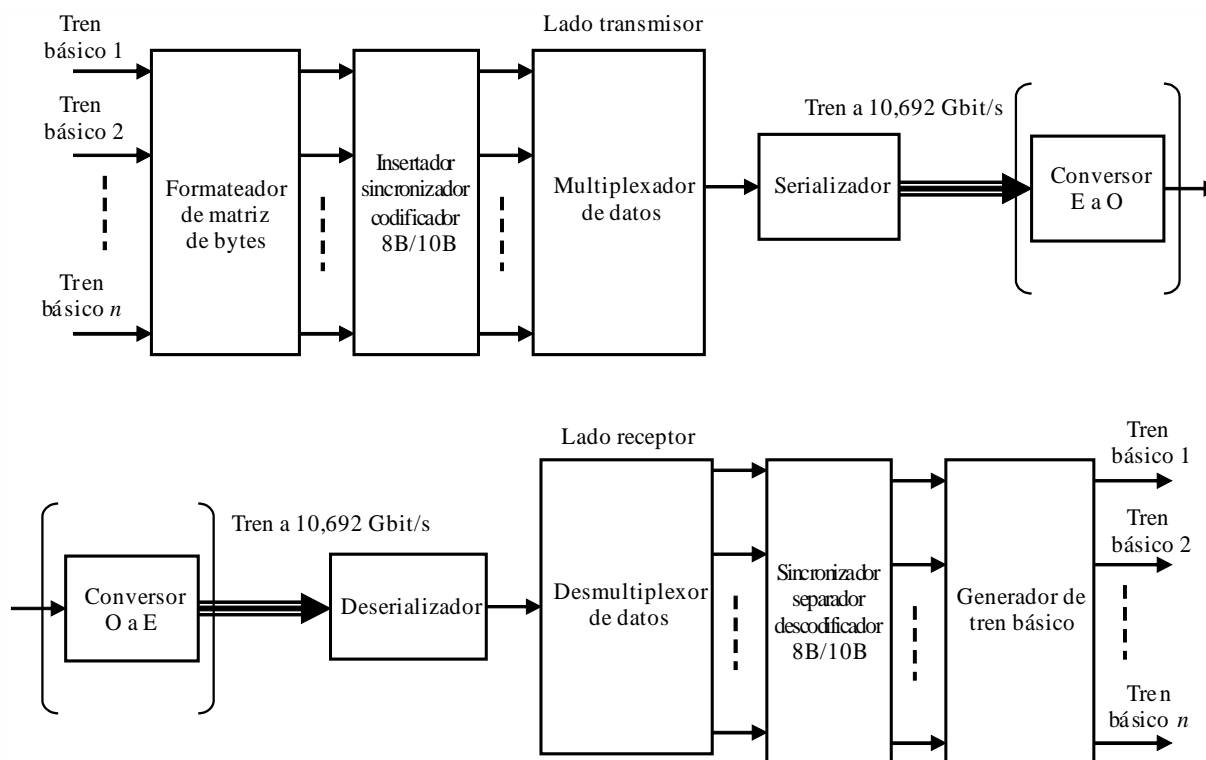 Lado transmisor
Tren
básico 1
Tren
básico 2
Tren
básico n
Formateador
de matriz
de bytes
Insertador
sincronizador
codificador
8B/10B
Multiplexador
de datos
Serializador
Tren a 10,692 Gbit/s
Conversor
E a O
Lado receptor
Conversor
O a E
Tren a 10,692 Gbit/s
Deserializador
Desmultiplexor
de datos
Sincronizador
separador
descodificador
8B/10B
Generador de
tren básico
Tren
básico 1
Tren
básico 2
Tren
básico n